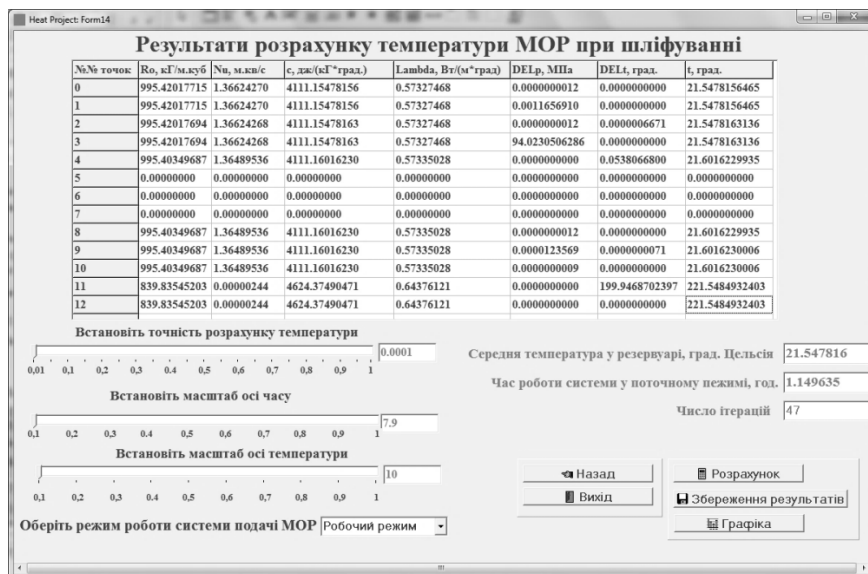 Heat Project: Form14
Результати розрахунку температури МОР при шліфуванні
№№ точок Ro, кГ/м.куб Nu, м.кв/с с, дж/(кГ*град.) Lambda, Вт/(м*град) DELp, МПа DELt, град. t, град.
0 995.42017715 1.36624270 4111.15478156 0.57327468 0.0000000012 0.0000000000 21.5478156465
1 995.42017715 1.36624270 4111.15478156 0.57327468 0.0011656910 0.0000000000 21.5478156465
2 995.42017694 1.36624268 4111.15478163 0.57327468 0.0000000012 0.0000006671 21.5478163136
3 995.42017694 1.36624268 4111.15478163 0.57327468 94.0230506286 0.0000000000 21.5478163136
4 995.40349687 1.36489536 4111.16016230 0.57335028 0.0000000000 0.0538066800 21.6016229935
5 0.00000000 0.00000000 0.00000000 0.00000000 0.0000000000 0.0000000000 0.0000000000
6 0.00000000 0.00000000 0.00000000 0.00000000 0.0000000000 0.0000000000 0.0000000000
7 0.00000000 0.00000000 0.00000000 0.00000000 0.0000000000 0.0000000000 0.0000000000
8 995.40349687 1.36489536 4111.16016230 0.57335028 0.0000000012 0.0000000000 21.6016229935
9 995.40349687 1.36489536 4111.16016230 0.57335028 0.0000123569 0.0000000071 21.6016230006
10 995.40349687 1.36489536 4111.16016230 0.57335028 0.0000000009 0.0000000000 21.6016230006
11 839.83545203 0.00000244 4624.37490471 0.64376121 0.0000000000 199.9468702397 221.5484932403
12 839.83545203 0.00000244 4624.37490471 0.64376121 0.0000000000 0.0000000000 221.5484932403
Встановіть точність розрахунку температури
0.0001
0,01 0,1 0,2 0,3 0.4 0,5 0,6 0,7 0,8 0,9 1
Встановіть масштаб осі часу
7.9
0,1 0,2 0,3 0.4 0,5 0,6 0,7 0,8 0,9 1
Встановіть масштаб осі температури
10
0,1 0,2 0,3 0.4 0,5 0,6 0,7 0,8 0,9 1
Оберіть режим роботи системи подачі МОР Робочий режим
Середня температура у резервуарі, град. Цельсія 21.547816
Час роботи системи у поточному пежимі, год. 1.149635
Число ітерацій 47
Назад
Вихід
Розрахунок
Збереження результатів
Графіка